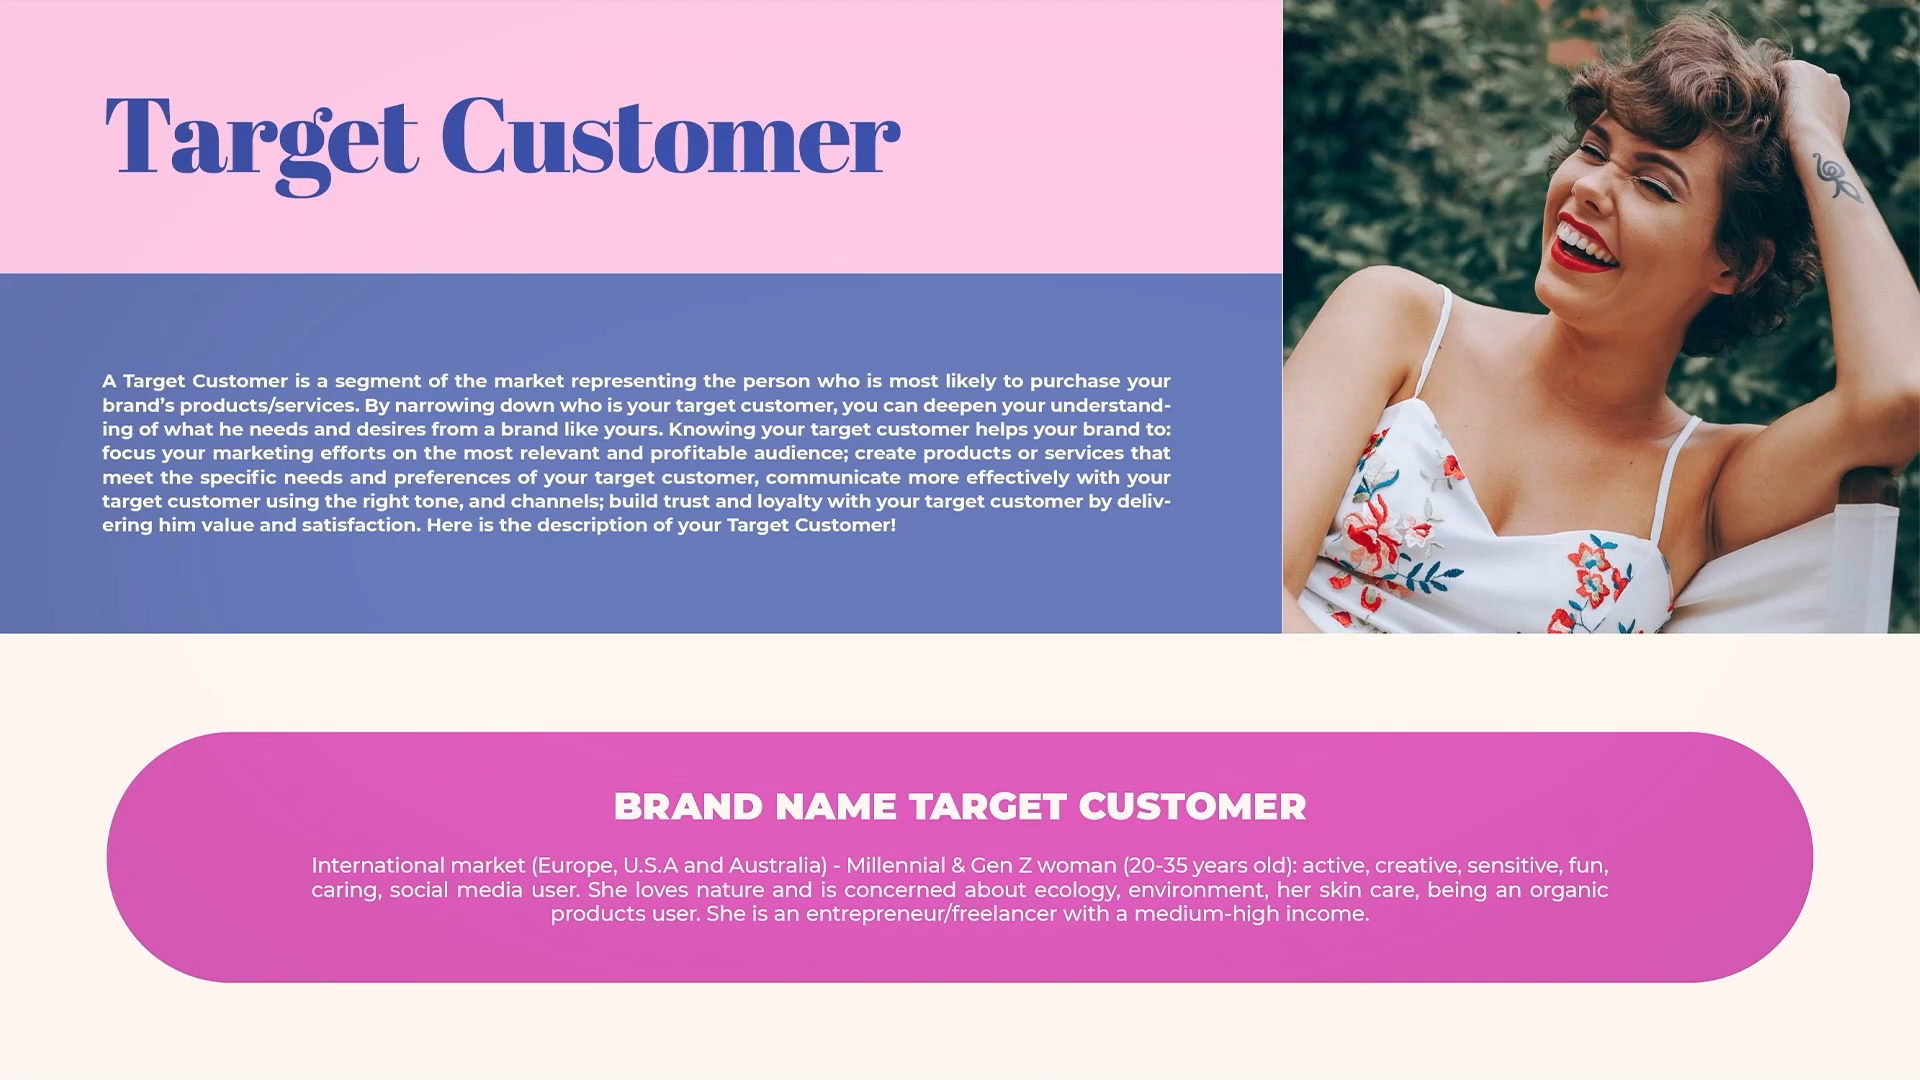 Target Customer
A Target Customer is a segment of the market representing the person who is most likely to purchase your
brand’s products/services. By narrowing down who is your target customer, you can deepen your understand-
ing of what he needs and desires from a brand like yours. Knowing your target customer helps your brand to:
focus your marketing efforts on the most relevant and profitable audience; create products or services that
meet the specific needs and preferences of your target customer, communicate more effectively with your
target customer using the right tone, and channels; build trust and loyalty with your target customer by deliv-
ering him value and satisfaction. Here is the description of your Target Customer!
BRAND NAME TARGET CUSTOMER
International market (Europe, U.S.A and Australia) - Millennial & Gen Z woman (20-35 years old): active, creative, sensitive, fun,
caring, social media user. She loves nature and is concerned about ecology, environment, her skin care, being an organic
products user. She is an entrepreneur/freelancer with a medium-high income.